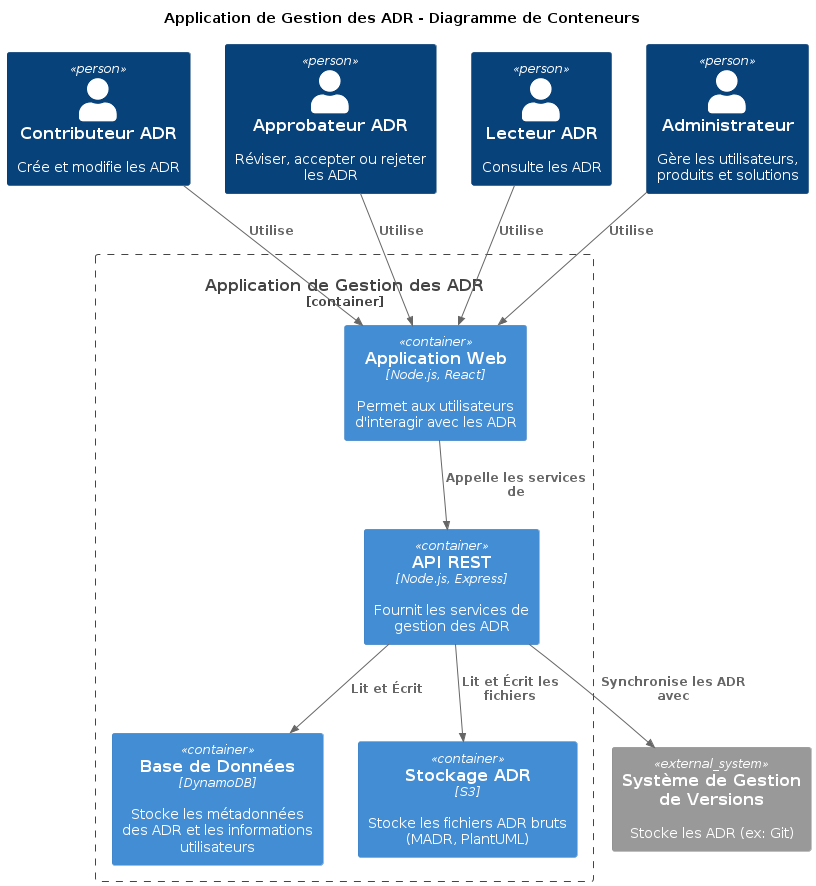 Application de Gestion des ADR - Diagramme de Conteneurs
«person»
Contributeur ADR
Crée et modifie les ADR
«person»
Approbateur ADR
Réviser, accepter ou rejeter
les ADR
«person»
Lecteur ADR
Consulte les ADR
«person»
Administrateur
Gère les utilisateurs,
produits et solutions
Utilise
Utilise
Utilise
Utilise
Application de Gestion des ADR
[container]
«container»
Application Web
[Node.js, React]
Permet aux utilisateurs
d'interagir avec les ADR
Appelle les services
de
«container»
API REST
[Node.js, Express]
Fournit les services de
gestion des ADR
Lit et Écrit
Lit et Écrit les
fichiers
Synchronise les ADR
avec
«container»
Base de Données
[DynamoDB]
Stocke les métadonnées
des ADR et les informations
utilisateurs
«container»
Stockage ADR
[S3]
Stocke les fichiers ADR bruts
(MADR, PlantUML)
«external_system»
Système de Gestion
de Versions
Stocke les ADR (ex: Git)